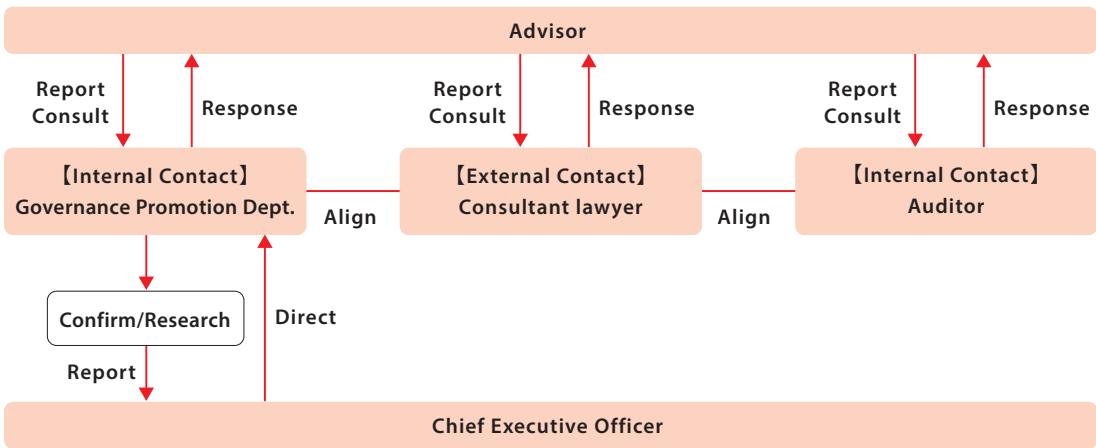 Advisor
Report
Consult
Response
Report
Consult
Response
Report
Consult
Response
【Internal Contact】
Governance Promotion Dept.
Align
【External Contact】
Consultant lawyer
Align
【Internal Contact】
Auditor
Confirm/Research
Direct
Report
Chief Executive Officer